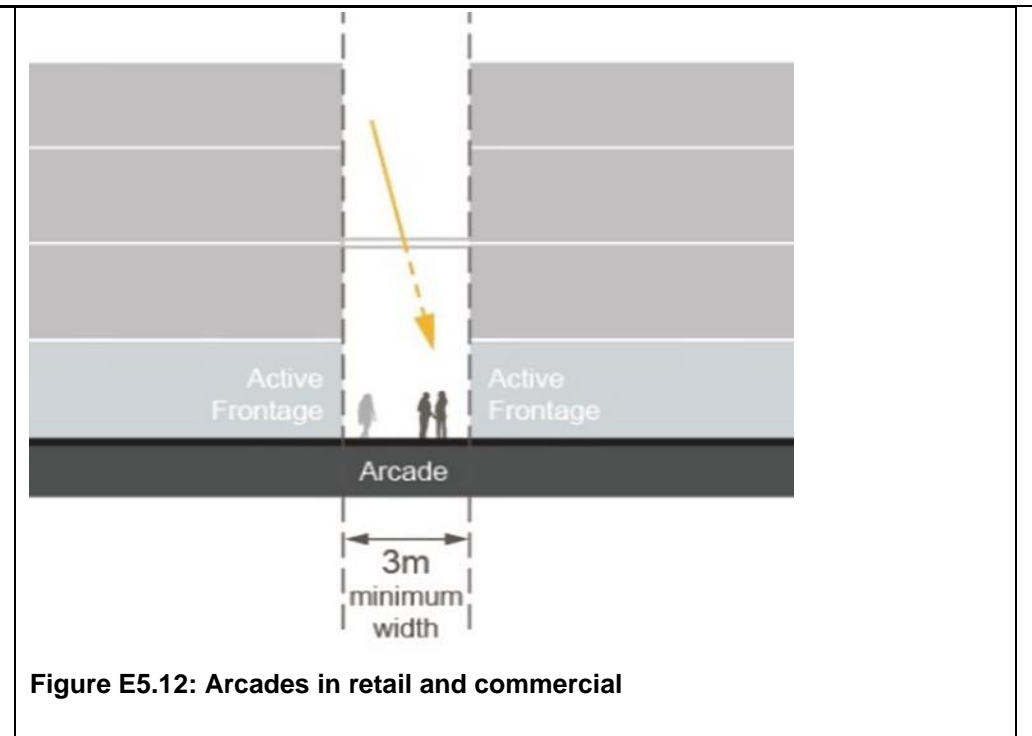 Active
Frontage
Active
Frontage
Arcade
3m
minimum
width
Figure E5.12: Arcades in retail and commercial